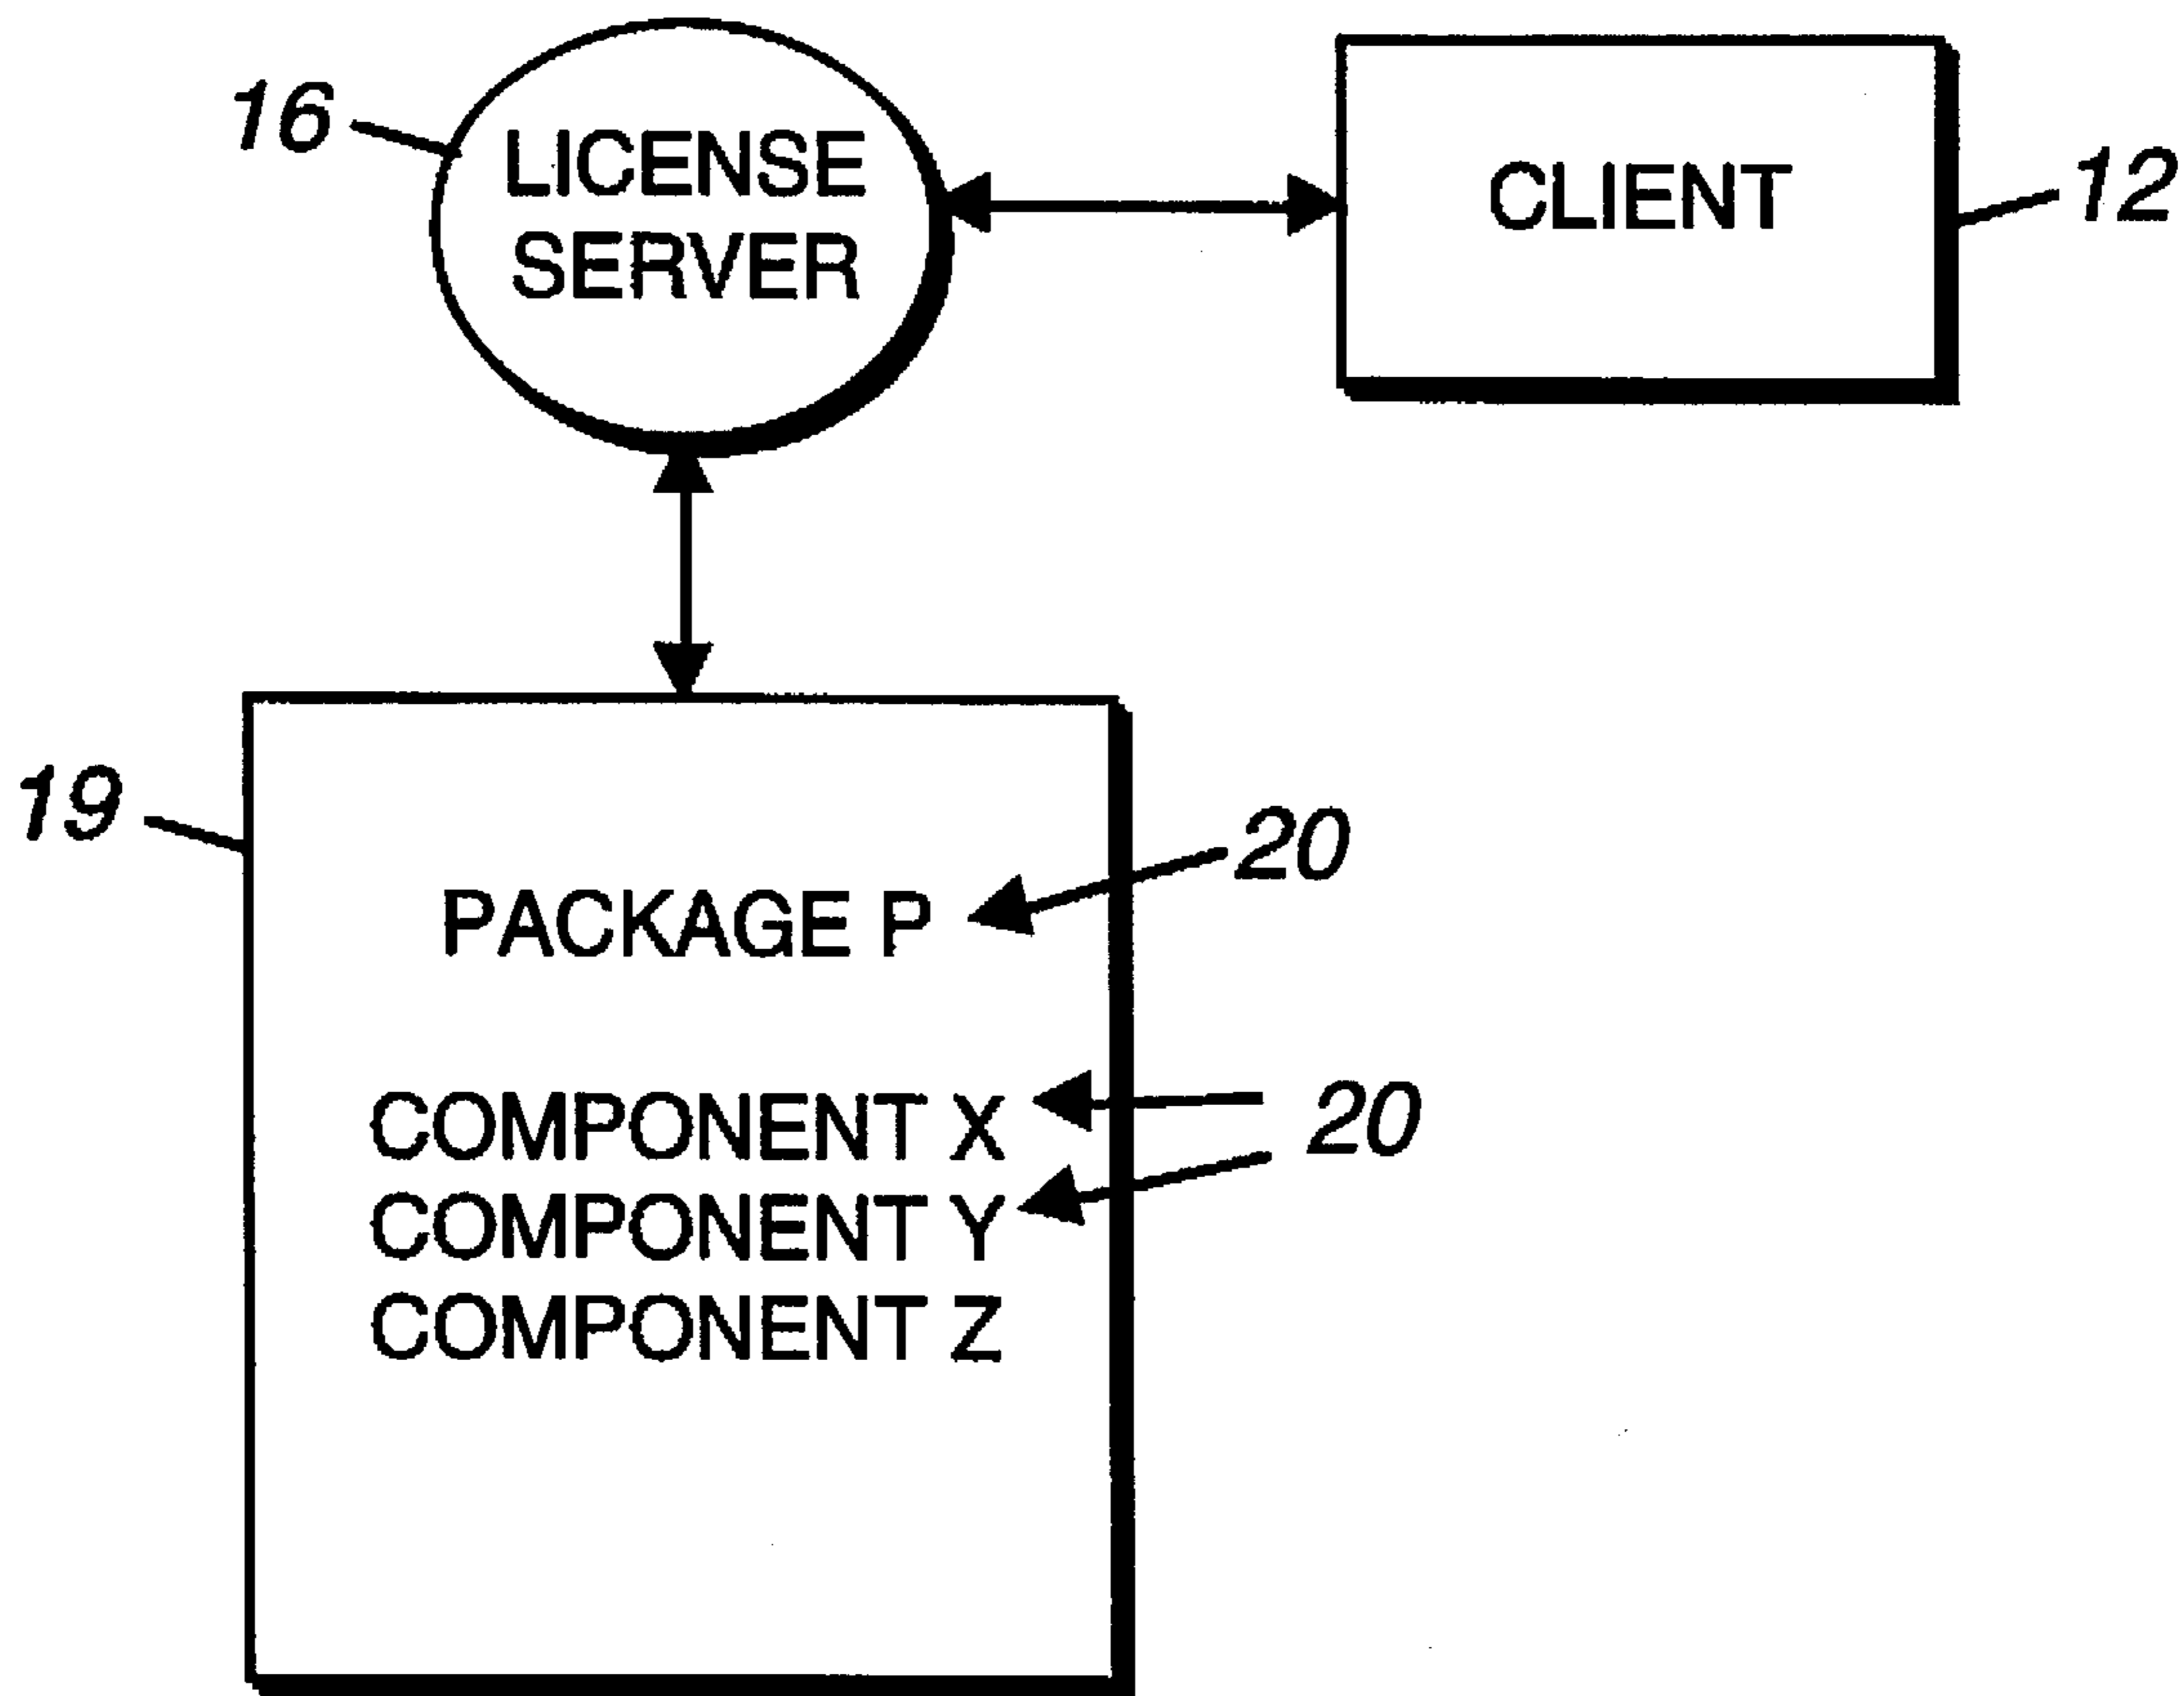 16
LICENSE
SERVER
CLIENT
12
19
20
PACKAGE P
COMPONENT X
20
COMPONENT Y
COMPONENT Z